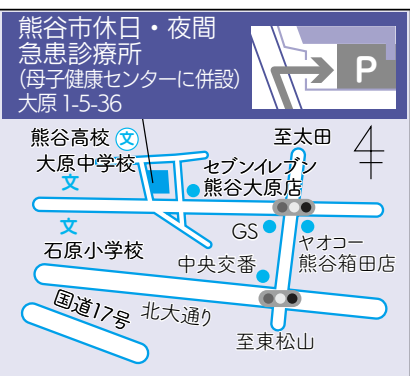 熊谷市休日・夜間
急患診療所
(母子健康センターに併設)
大原1-5-36
P
熊谷高校 文
大原中学校
文
至太田
セブンイレブン
熊谷大原店
文
石原小学校
GS
ヤオコー
熊谷箱田店
中央交番
国道17号
北大通り
至東松山